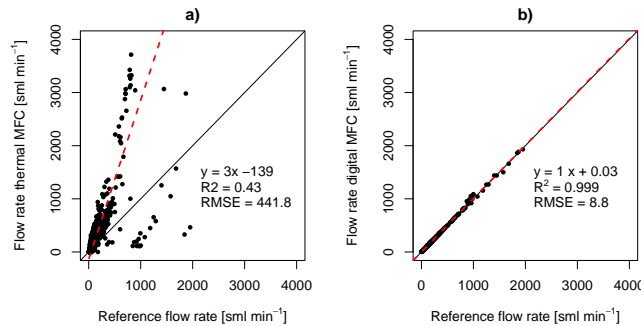 a)
Flow rate thermal MFC [sml min⁻¹]
4000
3000
2000
1000
0
y = 3x −139
R2 = 0.43
RMSE = 441.8
0 1000 2000 3000 4000
Reference flow rate [sml min⁻¹]
b)
Flow rate digital MFC [sml min⁻¹]
4000
3000
2000
1000
0
y = 1 x + 0.03
R² = 0.999
RMSE = 8.8
0 1000 2000 3000 4000
Reference flow rate [sml min⁻¹]